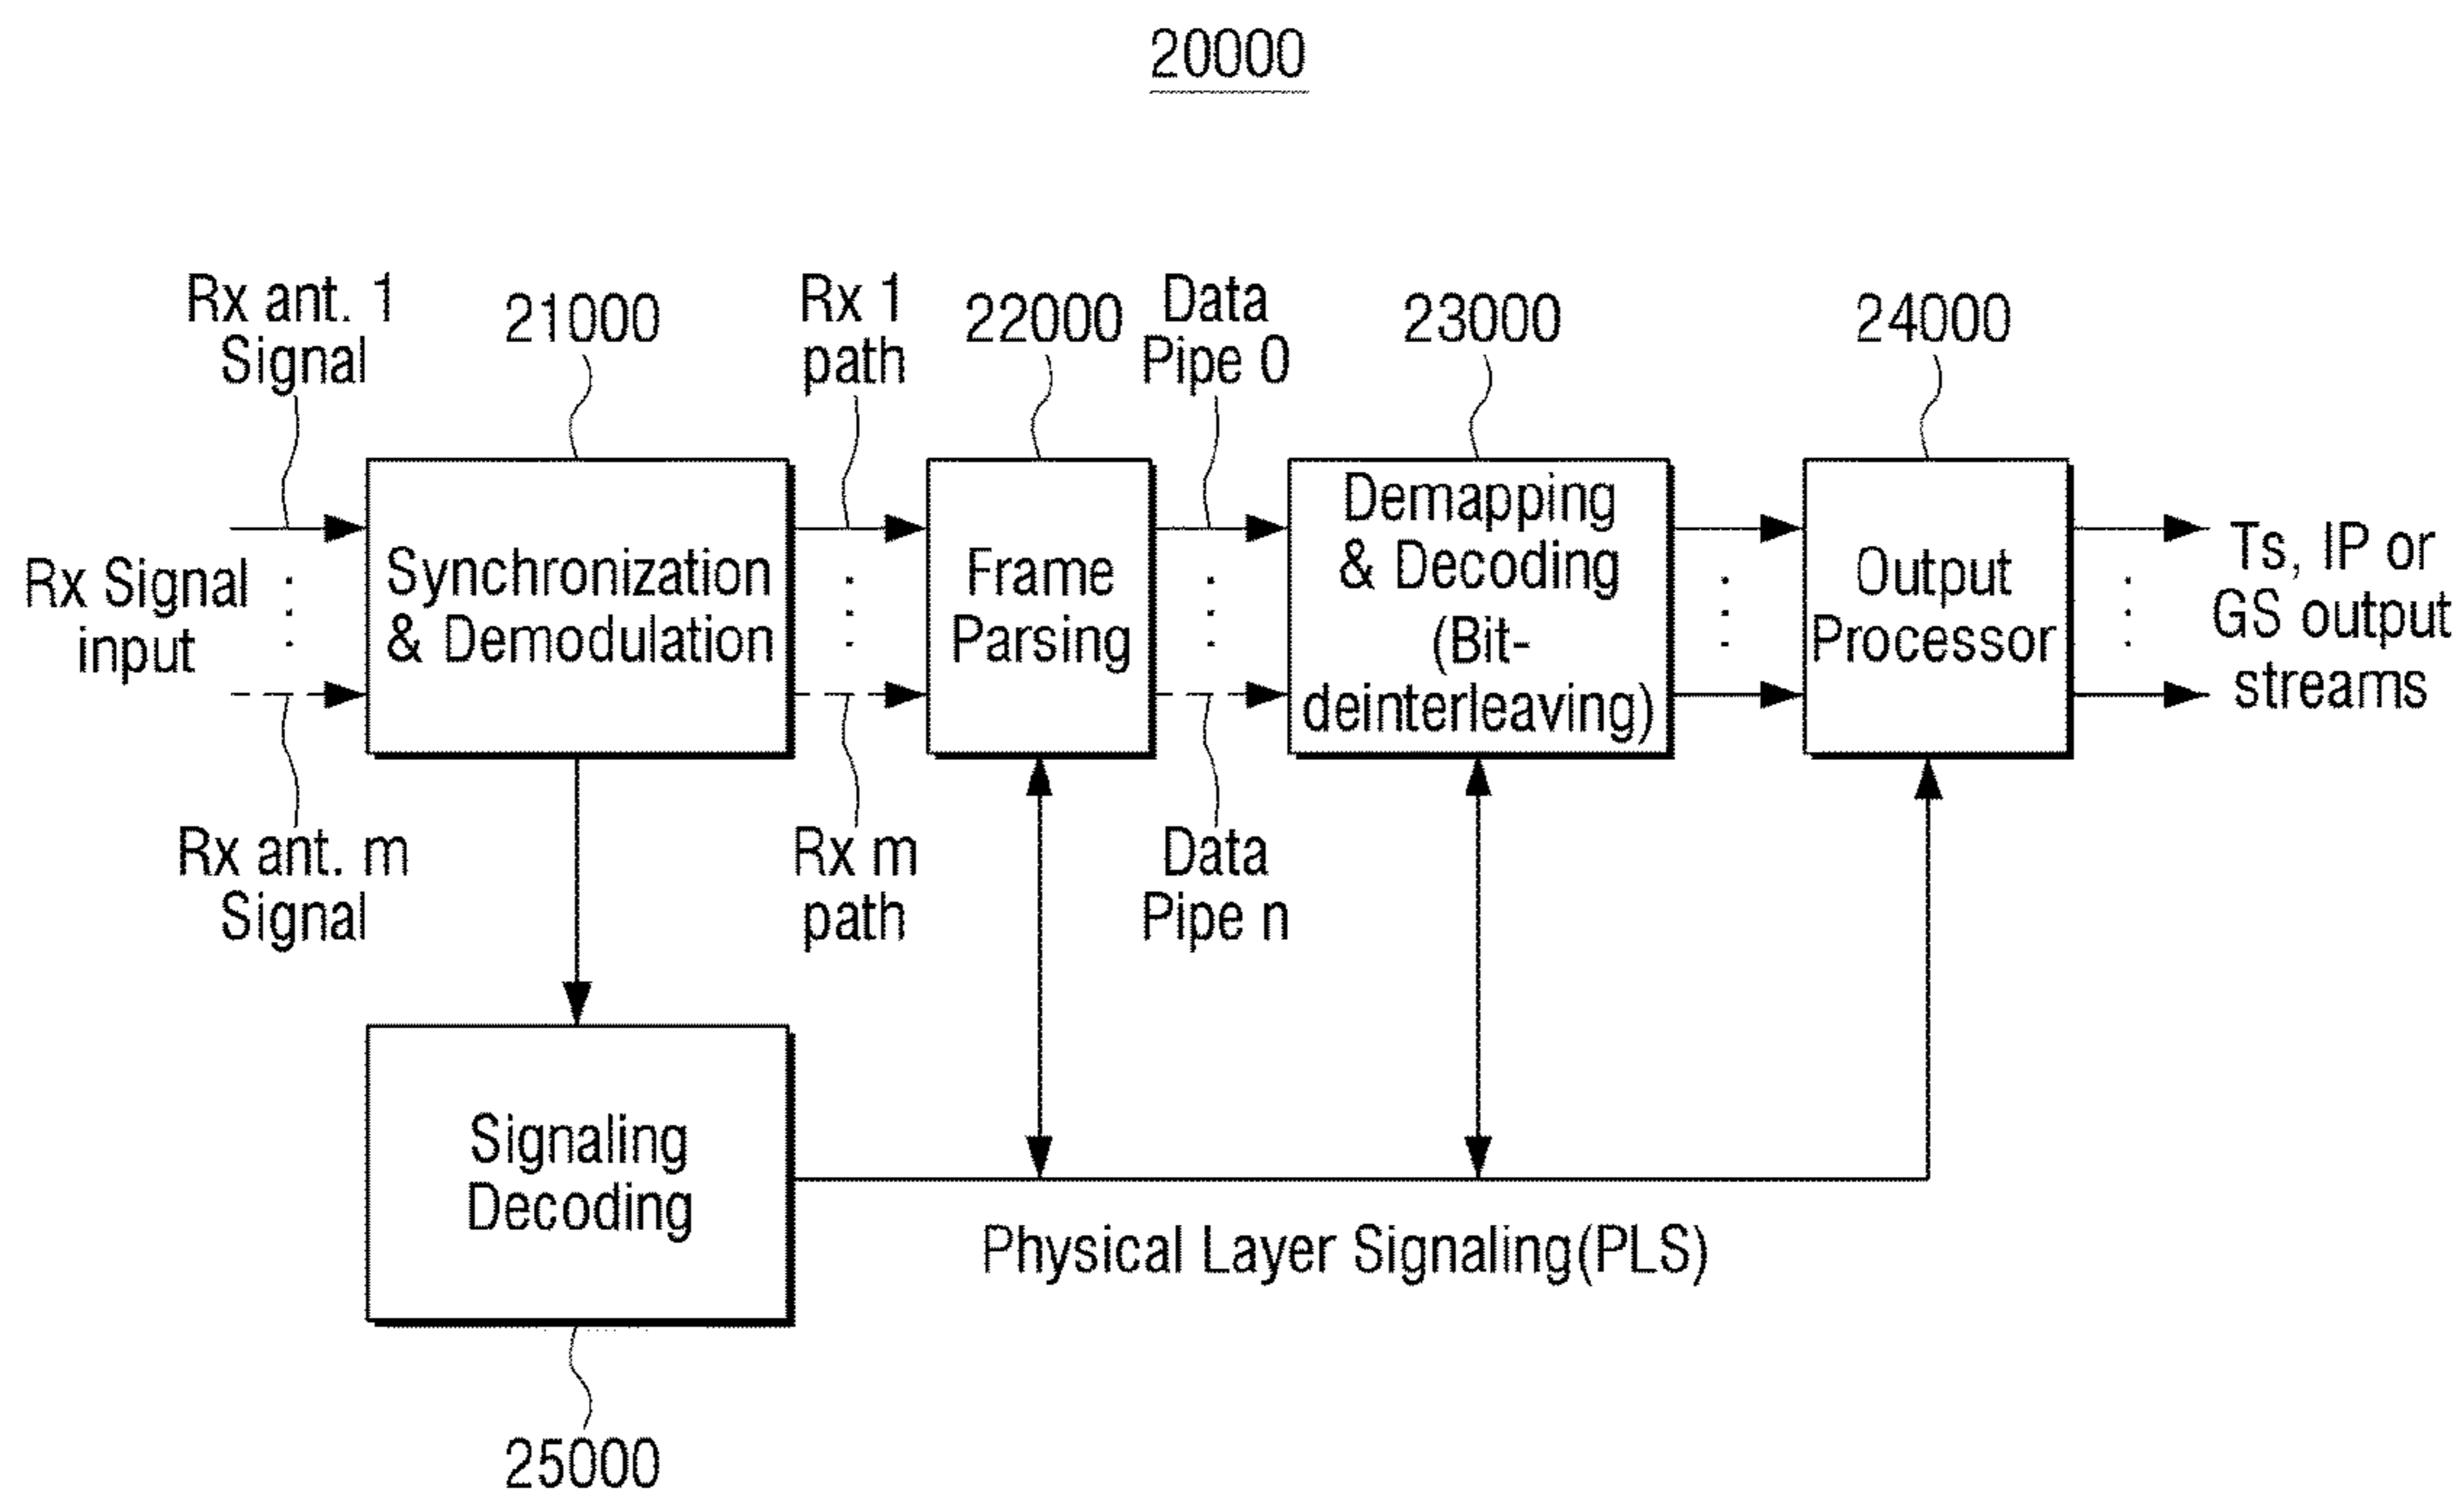 20000
Rx ant. 1
Signal
21000
Rx 1
path
22000
Data
Pipe 0
23000
24000
Rx Signal
input
Synchronization
& Demodulation
Frame
Parsing
Demapping
& Decoding
(Bit-
deinterleaving)
Output
Processor
Ts, IP or
GS output
streams
Rx ant. m
Signal
Rx m
path
Data
Pipe n
Signaling
Decoding
Physical Layer Signaling(PLS)
25000